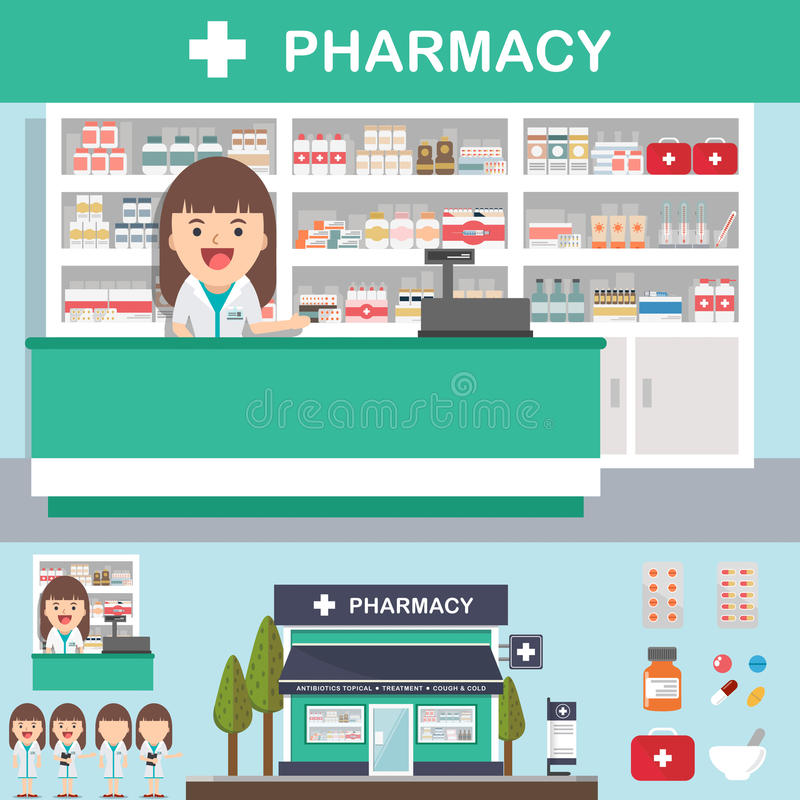 PHARMACY
dreamstime
PHARMACY
ANTIBIOTICS TOPICAL • TREATMENT • COUGH & COLD